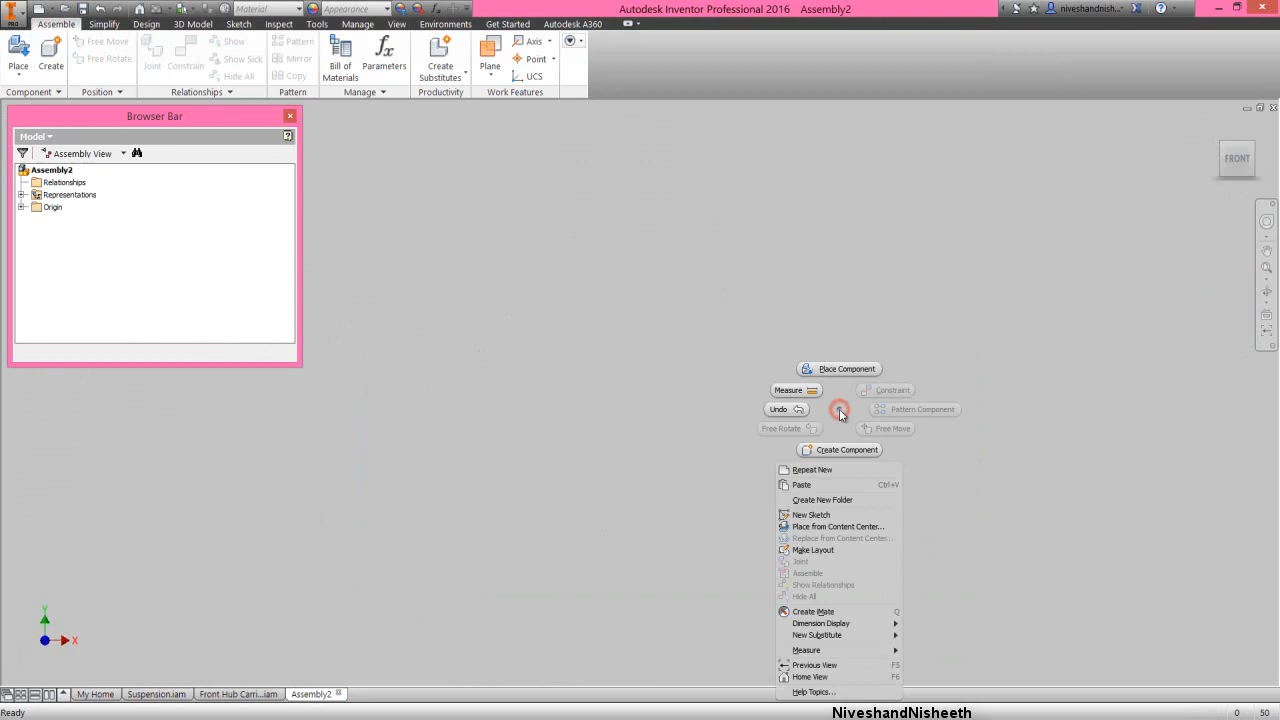 Material
Appearance
Autodesk Inventor Professional 2016 Assembly2
niveshandnish...
PRO
Assemble Simplify Design 3D Model Sketch Inspect Tools Manage View Environments Get Started Autodesk A360
Place
Create
Free Move
Free Rotate
Joint
Constrain
Show
Show Sick
Hide All
Pattern
Mirror
Copy
Bill of
Materials
Parameters
Create
Substitutes
Plane
Axis
Point
UCS
Component Position Relationships Pattern Manage Productivity Work Features
Browser Bar
Model
Assembly View
Assembly2
Relationships
Representations
Origin
FRONT
Place Component
Measure
Constraint
Undo
Pattern Component
Free Rotate
Free Move
Create Component
Repeat New
Paste Ctrl+V
Create New Folder
New Sketch
Place from Content Center...
Replace from Content Center...
Make Layout
Joint
Assemble
Show Relationships
Hide All
Create iMate Q
Dimension Display
New Substitute
Measure
Previous View F5
Home View F6
Help Topics...
Y
X
My Home Suspension.iam Front Hub Carri...iam Assembly2
Ready
NiveshandNisheeth
0 50